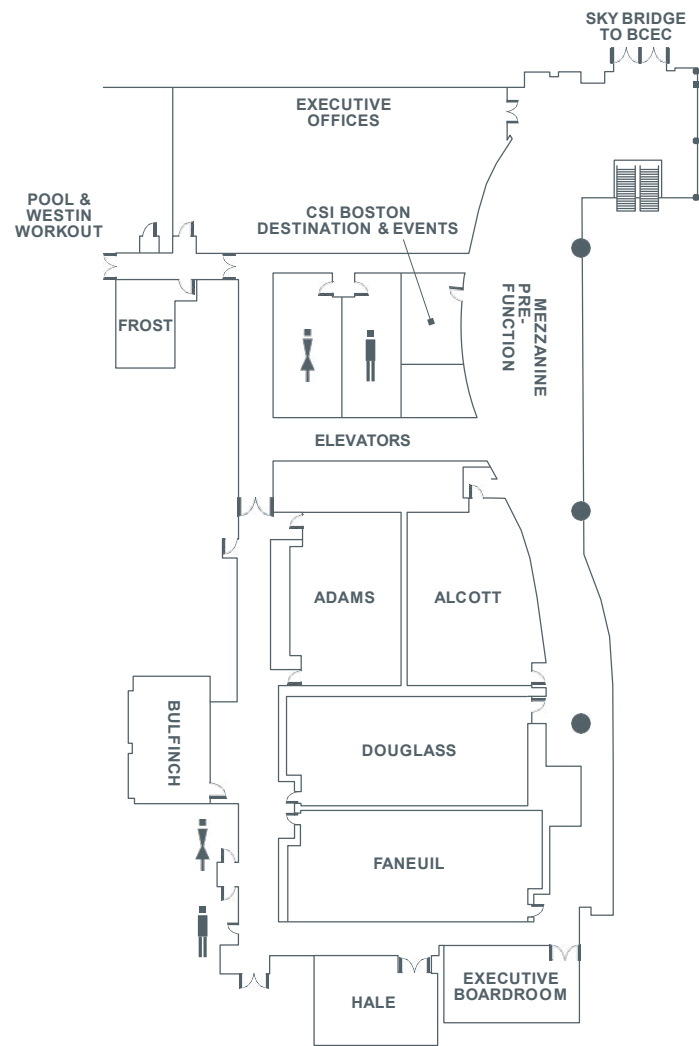 SKY BRIDGE
TO BCEC
EXECUTIVE
OFFICES
POOL &
WESTIN
WORKOUT
CSI BOSTON
DESTINATION & EVENTS
FROST
MEZZANINE
PRE-
FUNCTION
ELEVATORS
ADAMS
ALCOTT
BULFINCH
DOUGLASS
FANEUIL
HALE
EXECUTIVE
BOARDROOM